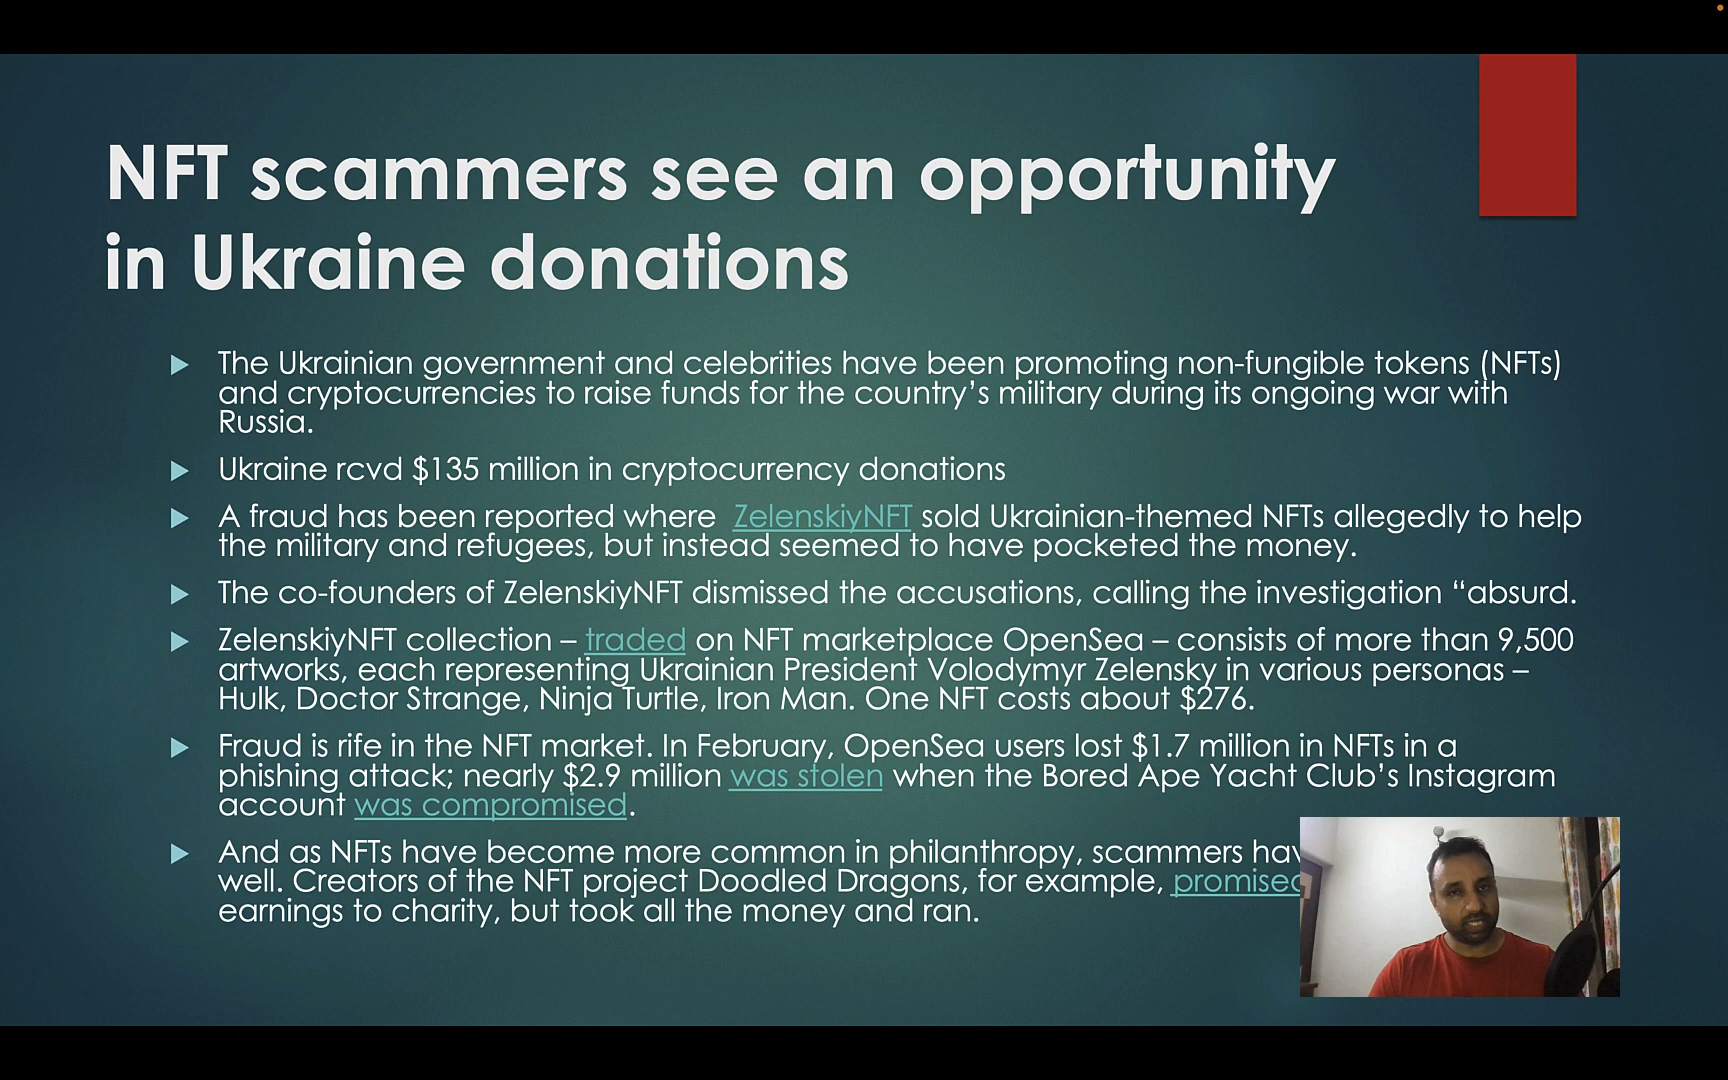 NFT scammers see an opportunity
in Ukraine donations
The Ukrainian government and celebrities have been promoting non-fungible tokens (NFTs)
and cryptocurrencies to raise funds for the country’s military during its ongoing war with
Russia.
Ukraine rcvd $135 million in cryptocurrency donations
A fraud has been reported where ZelenskiyNFT sold Ukrainian-themed NFTs allegedly to help
the military and refugees, but instead seemed to have pocketed the money.
The co-founders of ZelenskiyNFT dismissed the accusations, calling the investigation “absurd.
ZelenskiyNFT collection – traded on NFT marketplace OpenSea – consists of more than 9,500
artworks, each representing Ukrainian President Volodymyr Zelensky in various personas –
Hulk, Doctor Strange, Ninja Turtle, Iron Man. One NFT costs about $276.
Fraud is rife in the NFT market. In February, OpenSea users lost $1.7 million in NFTs in a
phishing attack; nearly $2.9 million was stolen when the Bored Ape Yacht Club’s Instagram
account was compromised.
And as NFTs have become more common in philanthropy, scammers
well. Creators of the NFT project Doodled Dragons, for example,
earnings to charity, but took all the money and ran.